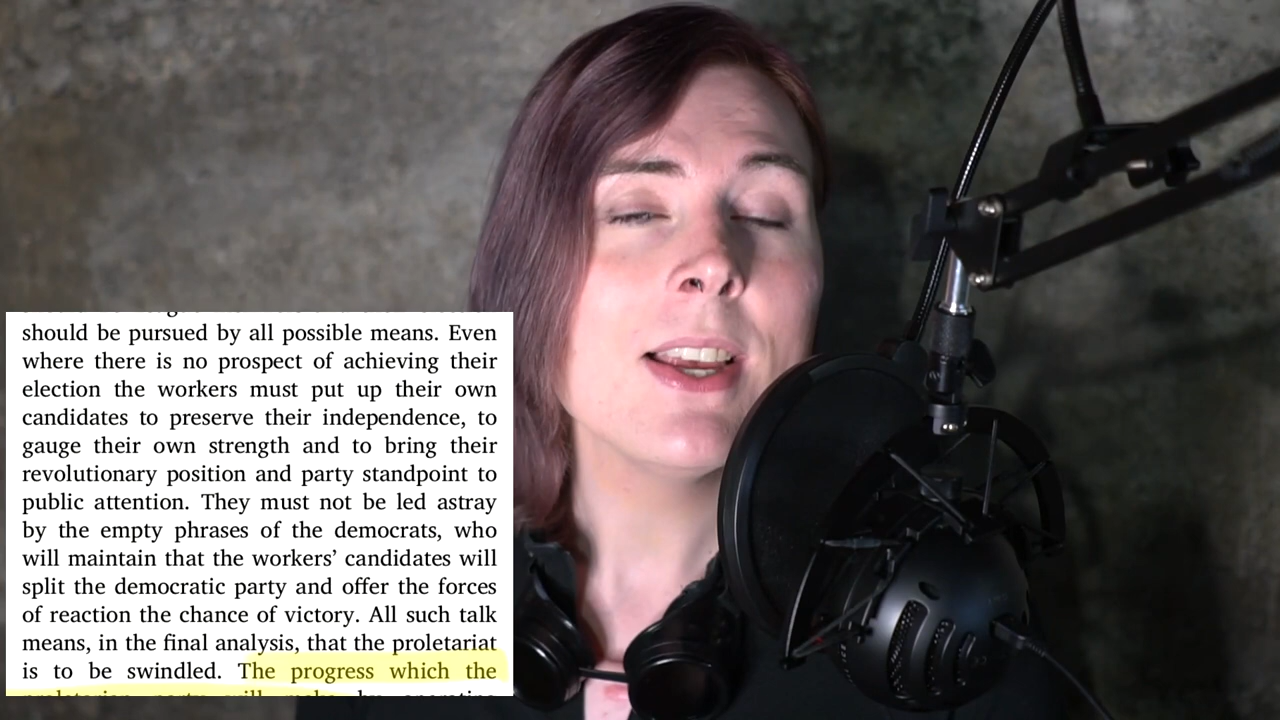 should be pursued by all possible means. Even
where there is no prospect of achieving their
election the workers must put up their own
candidates to preserve their independence, to
gauge their own strength and to bring their
revolutionary position and party standpoint to
public attention. They must not be led astray
by the empty phrases of the democrats, who
will maintain that the workers’ candidates will
split the democratic party and offer the forces
of reaction the chance of victory. All such talk
means, in the final analysis, that the proletariat
is to be swindled. The progress which the